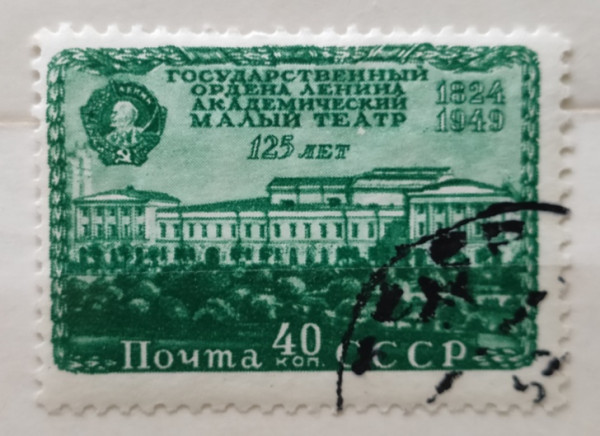 ГОСУДАРСТВЕННЫЙ
ОРДЕНА ЛЕНИНА
АКАДЕМИЧЕСКИЙ
МАЛЫЙ ТЕАТР
1824
1949
125 ЛЕТ
Почта 40 КОП. СССР